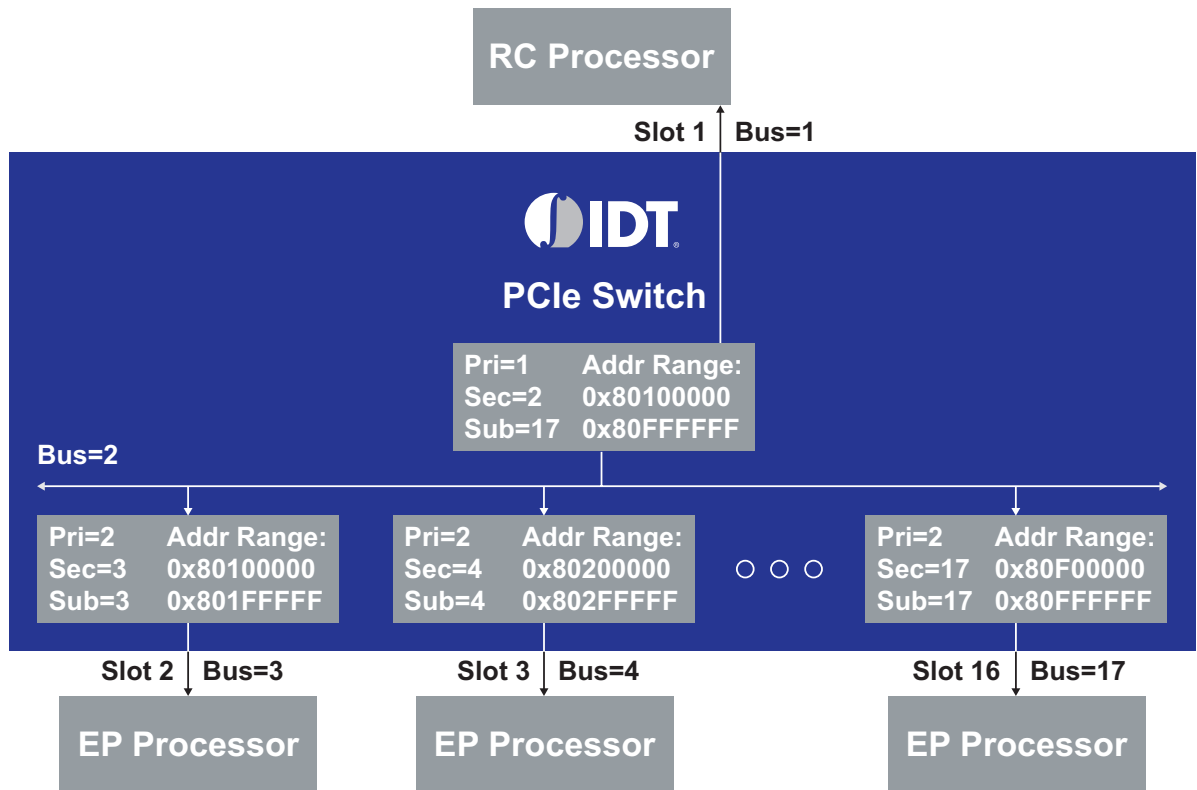 RC Processor
Slot 1 Bus=1
IDT®
PCIe Switch
Pri=1 Addr Range:
Sec=2 0x80100000
Sub=17 0x80FFFFFF
Bus=2
Pri=2 Addr Range:
Sec=3 0x80100000
Sub=3 0x801FFFFF
Pri=2 Addr Range:
Sec=4 0x80200000
Sub=4 0x802FFFFF
Pri=2 Addr Range:
Sec=17 0x80F00000
Sub=17 0x80FFFFFF
Slot 2 Bus=3
Slot 3 Bus=4
Slot 16 Bus=17
EP Processor
EP Processor
EP Processor